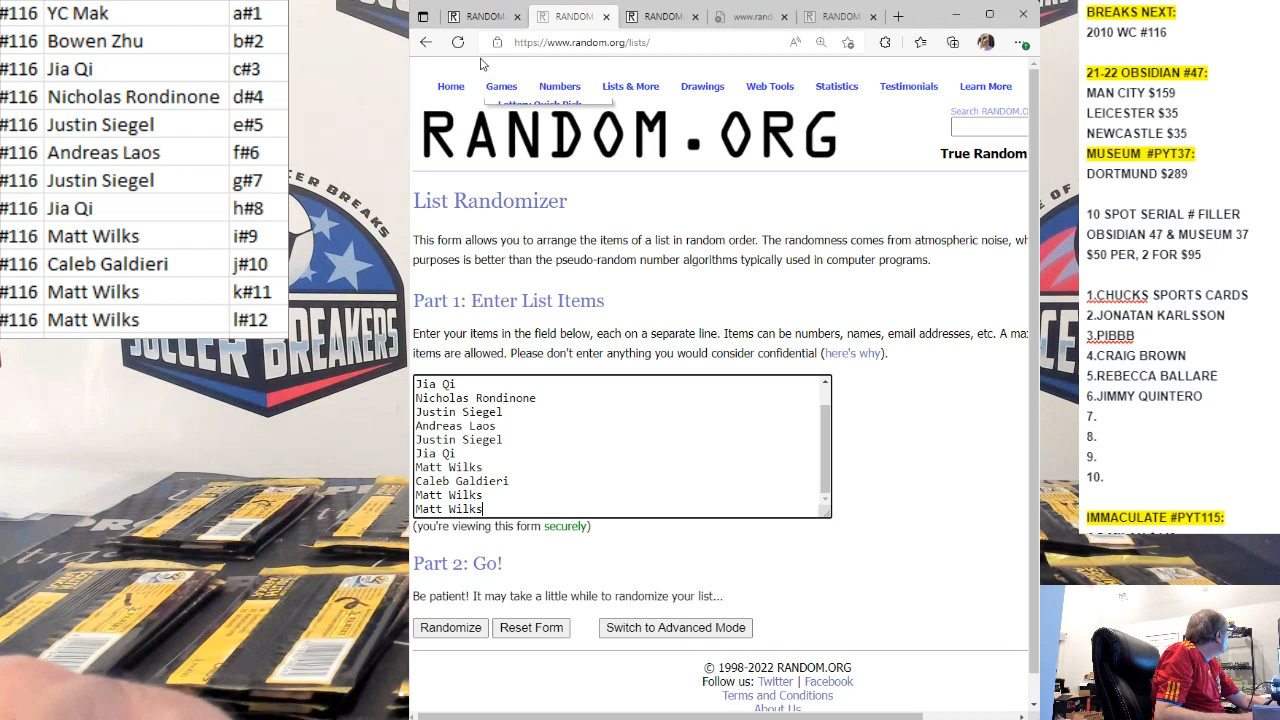 #116 YC Mak a#1
#116 Bowen Zhu b#2
#116 Jia Qi c#3
#116 Nicholas Rondinone d#4
#116 Justin Siegel e#5
#116 Andreas Laos f#6
#116 Justin Siegel g#7
#116 Jia Qi h#8
#116 Matt Wilks i#9
#116 Caleb Galdieri j#10
#116 Matt Wilks k#11
#116 Matt Wilks l#12
SOCCER BREAKERS
RANDOM.
RANDOM.
RANDOM.
www.rand
RANDOM.
https://www.random.org/lists/
Home Games Numbers Lists & More Drawings Web Tools Statistics Testimonials Learn More
Lottery Quick Pick
Search RANDOM.O
RANDOM.ORG
True Random
List Randomizer
This form allows you to arrange the items of a list in random order. The randomness comes from atmospheric noise, wh
purposes is better than the pseudo-random number algorithms typically used in computer programs.
Part 1: Enter List Items
Enter your items in the field below, each on a separate line. Items can be numbers, names, email addresses, etc. A ma
items are allowed. Please don't enter anything you would consider confidential (here's why).
Jia Qi
Nicholas Rondinone
Justin Siegel
Andreas Laos
Justin Siegel
Jia Qi
Matt Wilks
Caleb Galdieri
Matt Wilks
Matt Wilks
(you're viewing this form securely)
Part 2: Go!
Be patient! It may take a little while to randomize your list...
Randomize Reset Form Switch to Advanced Mode
© 1998-2022 RANDOM.ORG
Follow us: Twitter | Facebook
Terms and Conditions
About Us
BREAKS NEXT:
2010 WC #116
21-22 OBSIDIAN #47:
MAN CITY $159
LEICESTER $35
NEWCASTLE $35
MUSEUM #PYT37:
DORTMUND $289
10 SPOT SERIAL # FILLER
OBSIDIAN 47 & MUSEUM 37
$50 PER, 2 FOR $95
1.CHUCKS SPORTS CARDS
2.JONATAN KARLSSON
3.PIBBB
4.CRAIG BROWN
5.REBECCA BALLARE
6.JIMMY QUINTERO
7.
8.
9.
10.
IMMACULATE #PYT115: